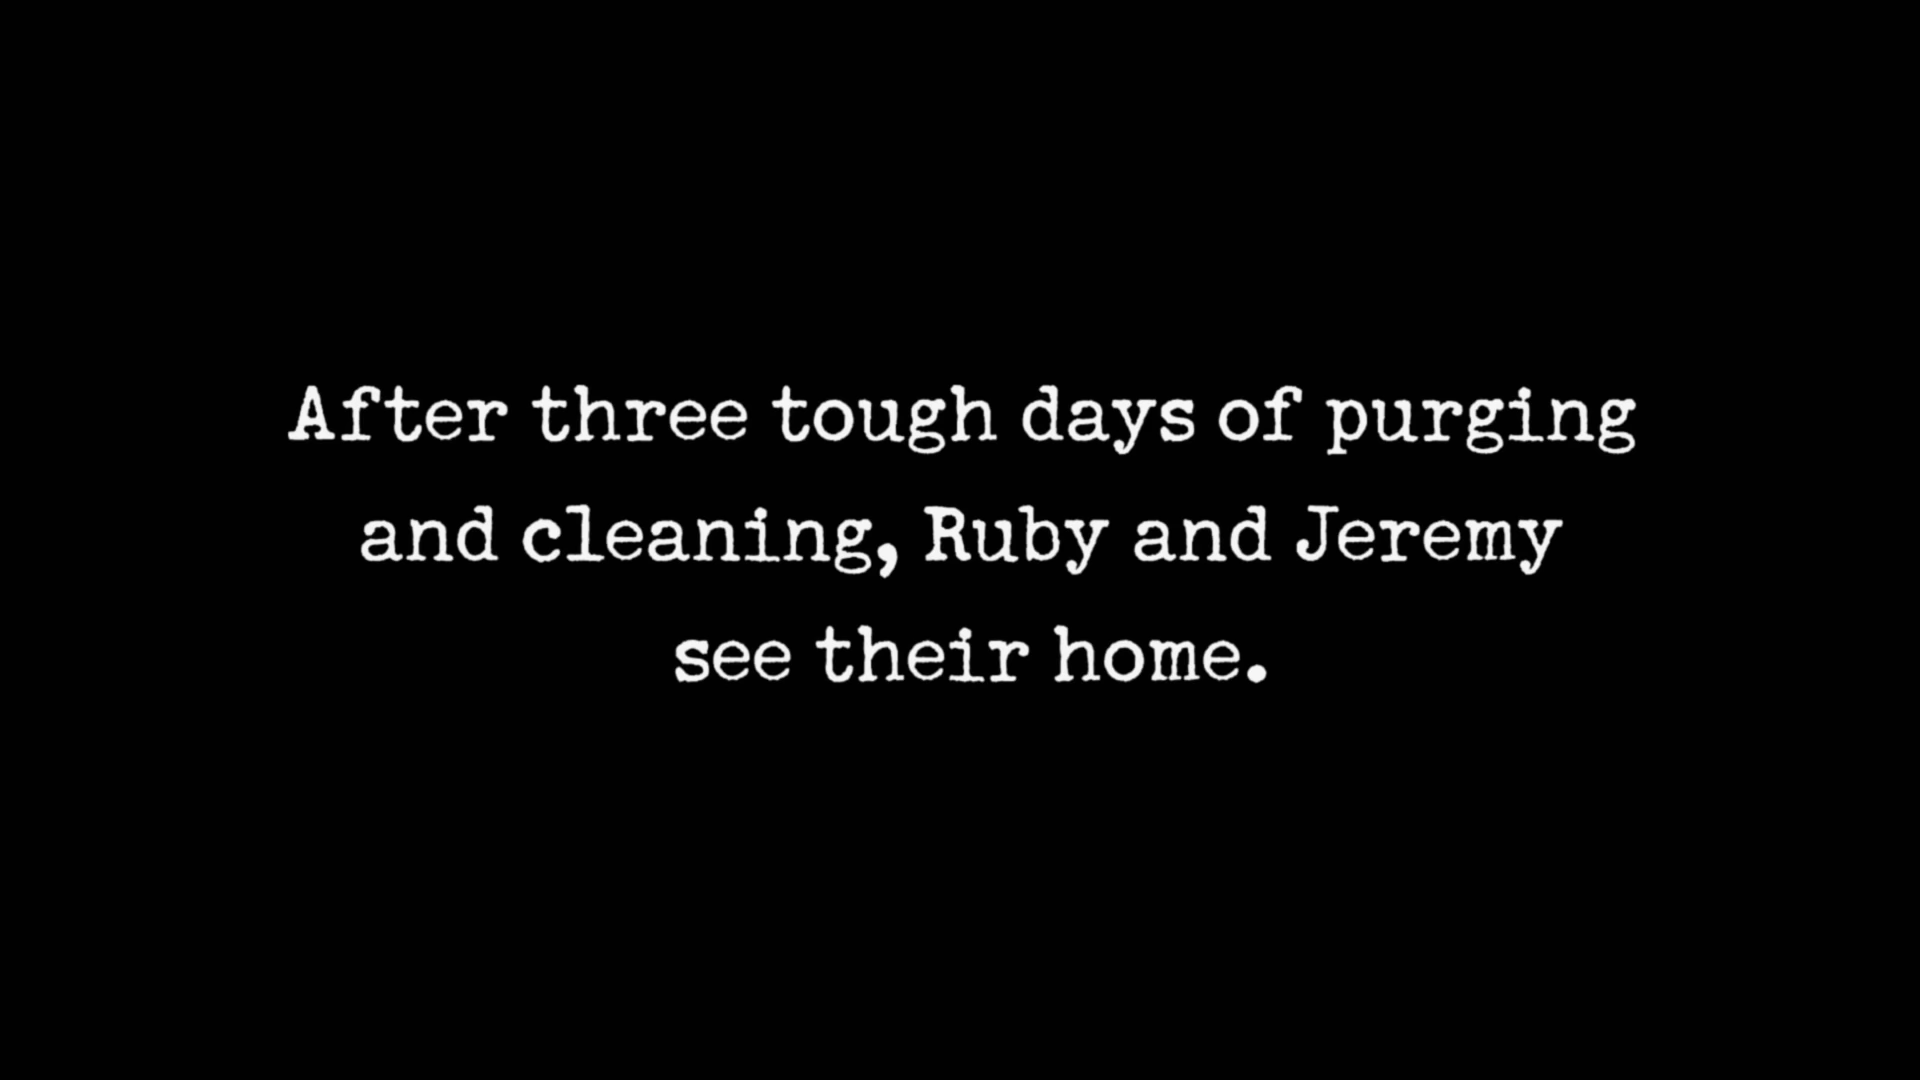 After three tough days of purging
and cleaning, Ruby and Jeremy
see their home.